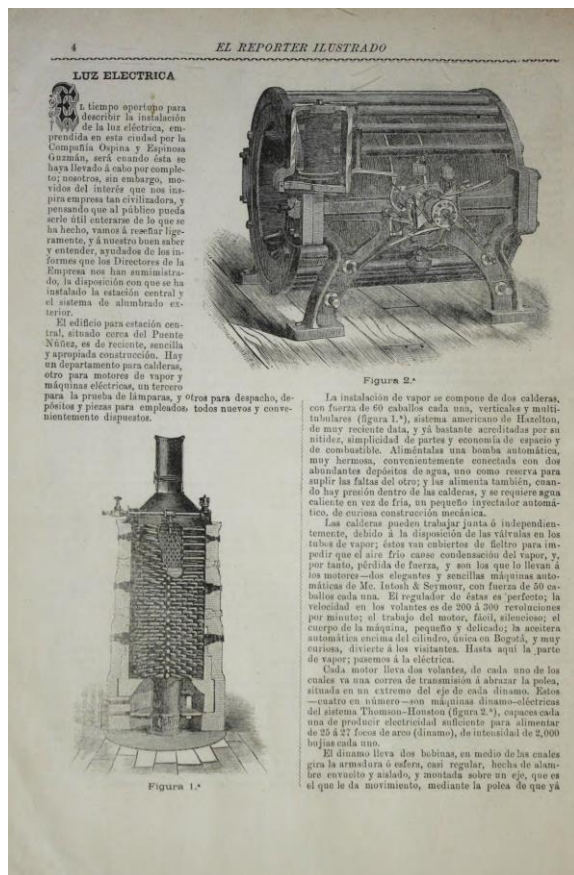 4
EL REPORTER ILUSTRADO
LUZ ELECTRICA
EL tiempo oportuno para
describir la instalación
de la luz eléctrica, em-
prendida en esta ciudad por la
Compañía Ospina y Espinosa
Guzmán, será cuando ésta se
haya llevado á cabo por comple-
to; nosotros, sin embargo, mo-
vidos del interés que nos ins-
pira empresa tan civilizadora, y
pensando que al público pueda
serle útil enterarse de lo que se
ha hecho, vamos á reseñar lige-
ramente, y á nuestro buen saber
y entender, ayudados de los in-
formes que los Directores de la
Empresa nos han sumimistra-
do, la disposición con que se ha
instalado la estación central y
el sistema de alumbrado ex-
terior.
El edificio para estación cen-
tral, situado cerca del Puente
Núñez, es de reciente, sencilla
y apropiada construcción. Hay
un departamento para calderas,
otro para motores de vapor y
máquinas eléctricas, un tercero
para la prueba de lámparas, y otros para despacho, de-
pósitos y piezas para empleados, todos nuevos y conve-
nientemente dispuestos.
Figura 1.ª
Figura 2.ª
La instalación de vapor se compone de dos calderas,
con fuerza de 60 caballos cada una, verticales y multi-
tubulares (figura 1.ª), sistema americano de Hazelton,
de muy reciente data, y yá bastante acreditadas por su
nitidez, simplicidad de partes y economía de espacio y
de combustible. Aliméntalas una bomba automática,
muy hermosa, convenientemente conectada con dos
abundantes depósitos de agua, uno como reserva para
suplir las faltas del otro; y las alimenta también, cuan-
do hay presión dentro de las calderas, y se requiere agua
caliente en vez de fría, un pequeño inyectador automá-
tico, de curiosa construcción mecánica.
Las calderas pueden trabajar junta ó independien-
temente, debido á la disposición de las válvulas en los
tubos de vapor; éstos van cubiertos de fieltro para im-
pedir que el aire frío cause condensación del vapor, y,
por tanto, pérdida de fuerza, y son los que lo llevan á
los motores—dos elegantes y sencillas máquinas auto-
máticas de Mc. Intosh & Seymour, con fuerza de 50 ca-
ballos cada una. El regulador de éstas es perfecto; la
velocidad en los volantes es de 200 á 300 revoluciones
por minuto; el trabajo del motor, fácil, silencioso; el
cuerpo de la máquina, pequeño y delicado; la aceitera
automática encima del cilindro, única en Bogotá, y muy
curiosa, divierte á los visitantes. Hasta aquí la parte
de vapor; pasemos á la eléctrica.
Cada motor lleva dos volantes, de cada uno de los
cuales va una correa de transmisión á abrazar la polea,
situada en un extremo del eje de cada dinamo. Estos
—cuatro en número—son máquinas dinamo-eléctricas
del sistema Thomson-Houston (figura 2.ª), capaces cada
una de producir electricidad suficiente para alimentar
de 25 á 27 focos de arco (dinamo), de intensidad de 2,000
bujías cada uno.
El dinamo lleva dos bobinas, en medio de las cuales
gira la armadura ó esfera, casi regular, hecha de alam-
bre envuelto y aislado, y montada sobre un eje, que es
el que le da movimiento, mediante la polea de que yá